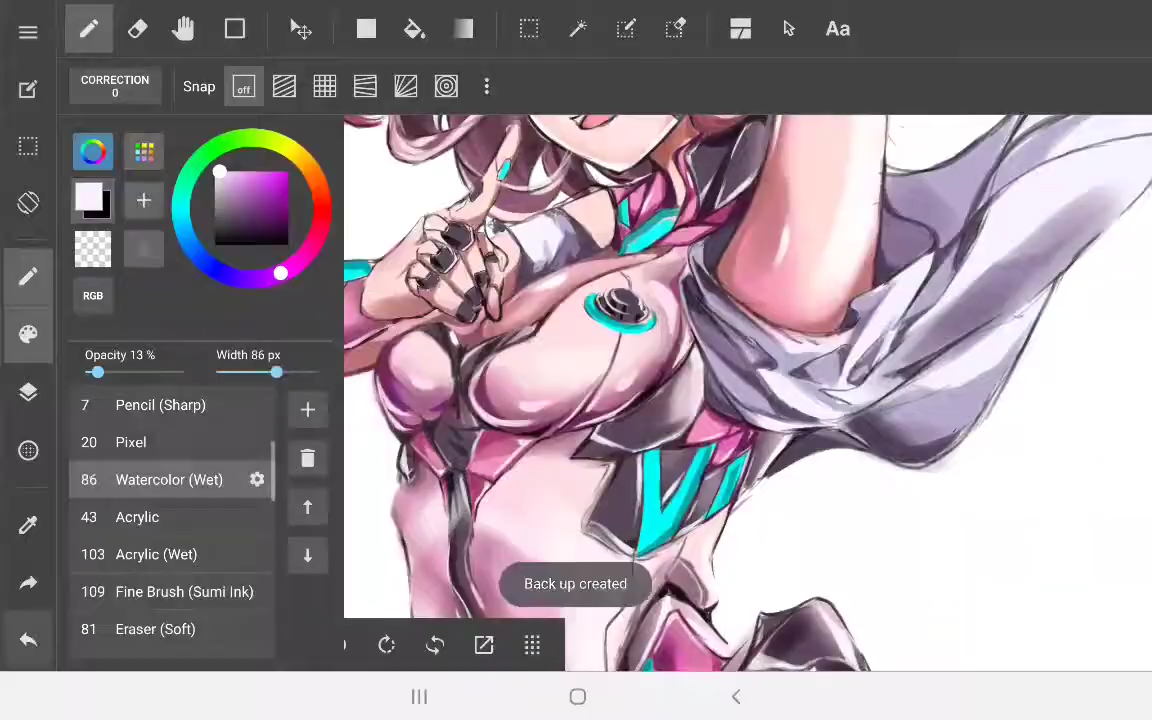 Aa
CORRECTION
0
Snap
off
RGB
Opacity 13 %
Width 86 px
7 Pencil (Sharp)
20 Pixel
86 Watercolor (Wet)
43 Acrylic
103 Acrylic (Wet)
109 Fine Brush (Sumi Ink)
81 Eraser (Soft)
Back up created